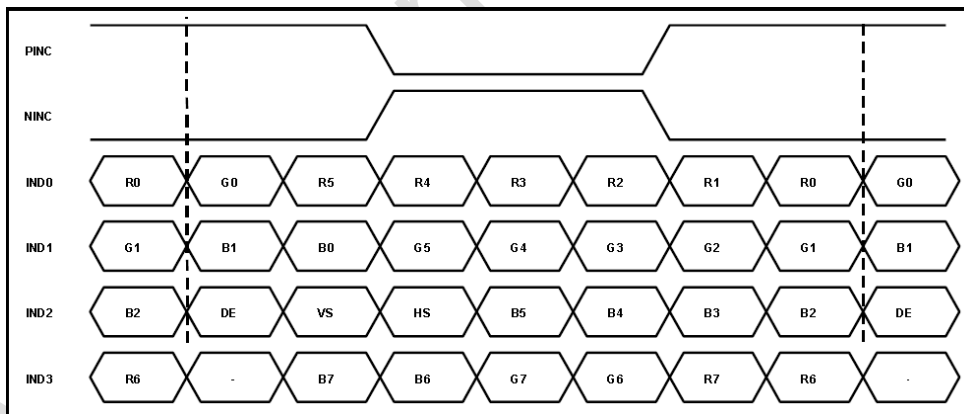 PINC
NINC
IND0 R0 G0 R5 R4 R3 R2 R1 R0 G0
IND1 G1 B1 B0 G5 G4 G3 G2 G1 B1
IND2 B2 DE VS HS B5 B4 B3 B2 DE
IND3 R6 - B7 B6 G7 G6 R7 R6 -